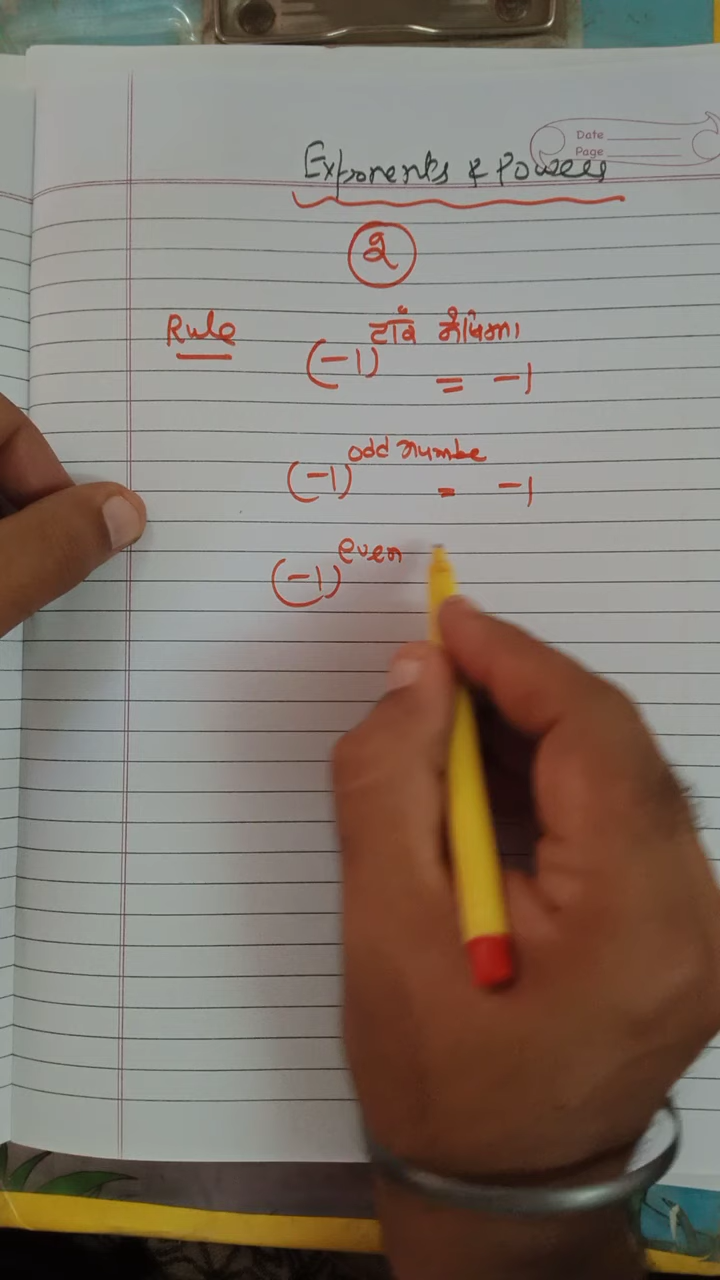 Date
Page
Exponents & Powers
2
Rule (-1)ਟਾਂਕ = -1
(-1)odd numbe = -1
(-1)even